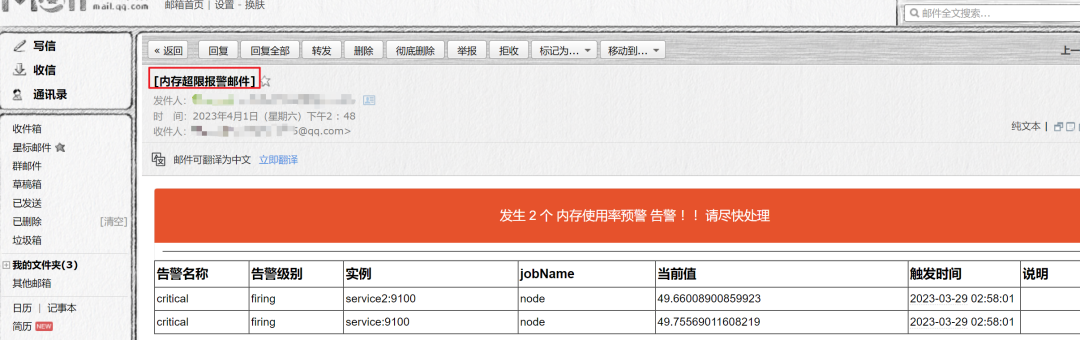 mail.qq.com
邮箱首页 | 设置 - 换肤
邮件全文搜索...
写信
收信
通讯录
收件箱
星标邮件
群邮件
草稿箱
已发送
已删除 [清空]
垃圾箱
我的文件夹(3)
其他邮箱
日历 | 记事本
简历 NEW
« 返回 回复 回复全部 转发 删除 彻底删除 举报 拒收 标记为... 移动到... 上一
[内存超限报警邮件]
发件人:
时 间: 2023年4月1日(星期六) 下午2:48
收件人: @qq.com>
纯文本 |
邮件可翻译为中文 立即翻译
发生 2 个 内存使用率预警 告警！！ 请尽快处理
告警名称 告警级别 实例 jobName 当前值 触发时间 说明
critical firing service2:9100 node 49.66008900859923 2023-03-29 02:58:01
critical firing service:9100 node 49.75569011608219 2023-03-29 02:58:01